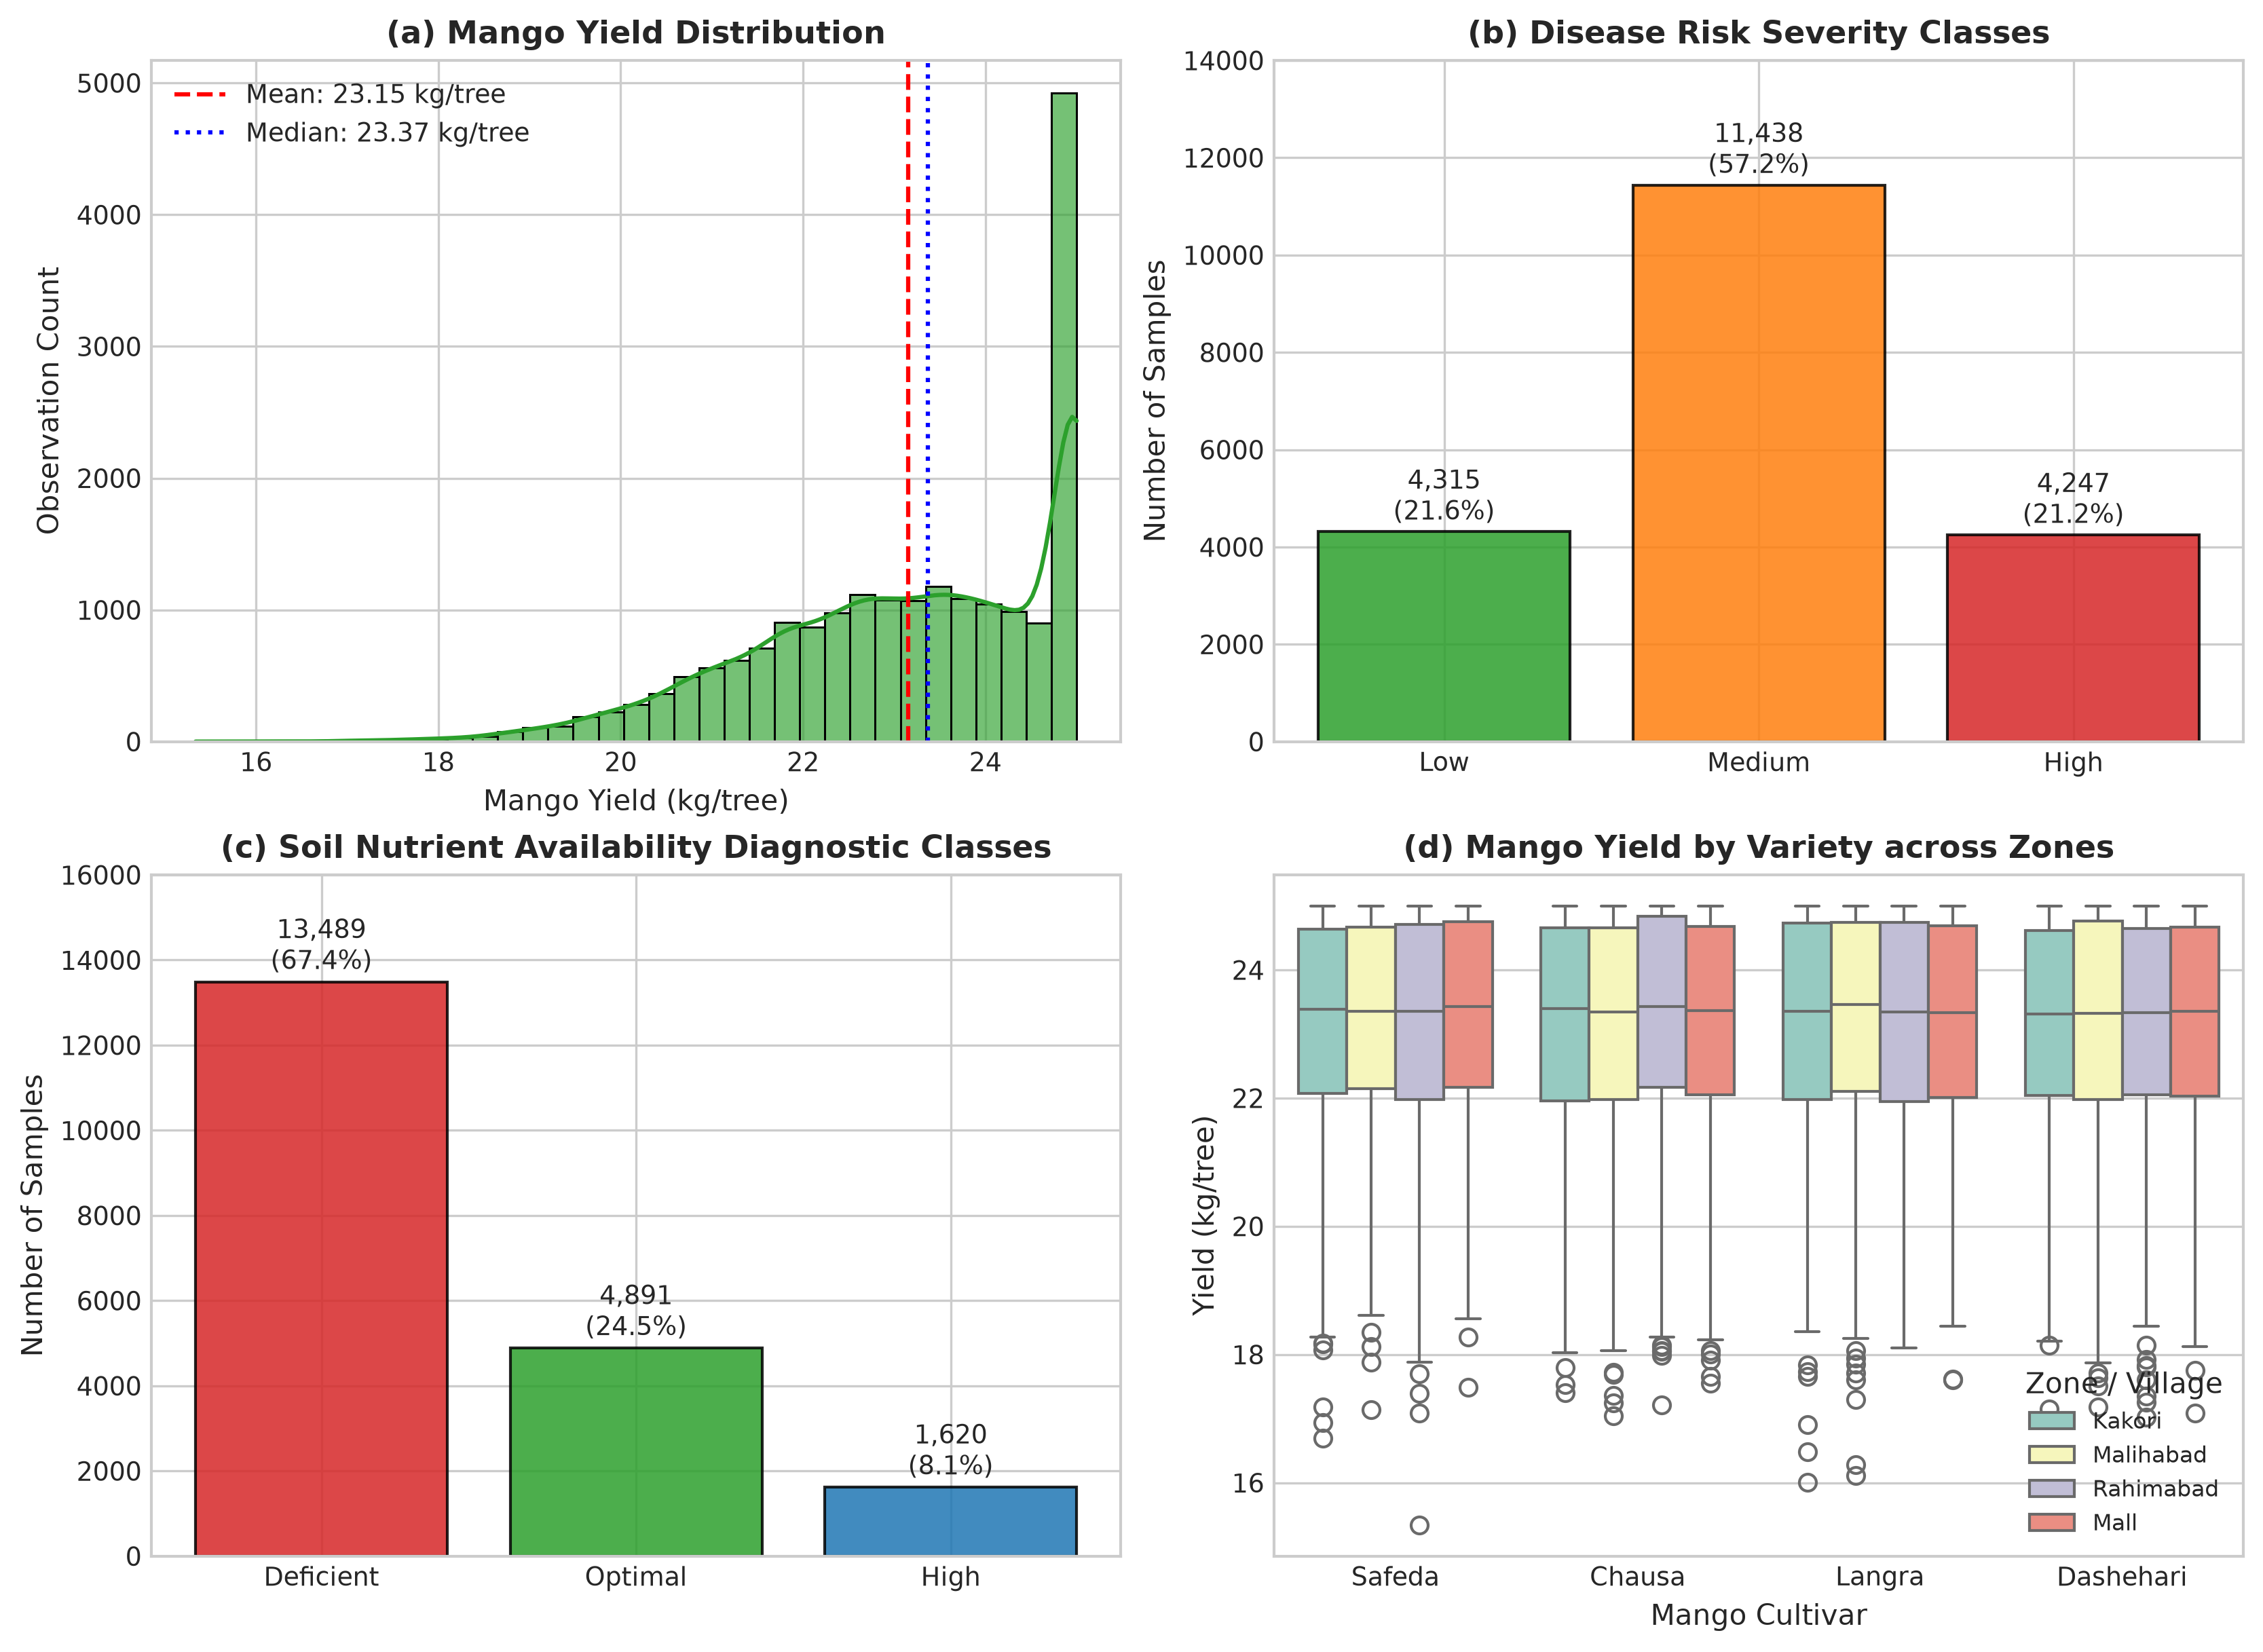 (a) Mango Yield Distribution
Mean: 23.15 kg/tree
Median: 23.37 kg/tree
Observation Count
5000
4000
3000
2000
1000
0
16 18 20 22 24
Mango Yield (kg/tree)
(b) Disease Risk Severity Classes
Number of Samples
14000
12000
10000
8000
6000
4000
2000
0
4,315
(21.6%)
11,438
(57.2%)
4,247
(21.2%)
Low Medium High
(c) Soil Nutrient Availability Diagnostic Classes
Number of Samples
16000
14000
12000
10000
8000
6000
4000
2000
0
13,489
(67.4%)
4,891
(24.5%)
1,620
(8.1%)
Deficient Optimal High
(d) Mango Yield by Variety across Zones
Yield (kg/tree)
24
22
20
18
16
Zone / Village
Kakori
Malihabad
Rahimabad
Mall
Safeda Chausa Langra Dashehari
Mango Cultivar